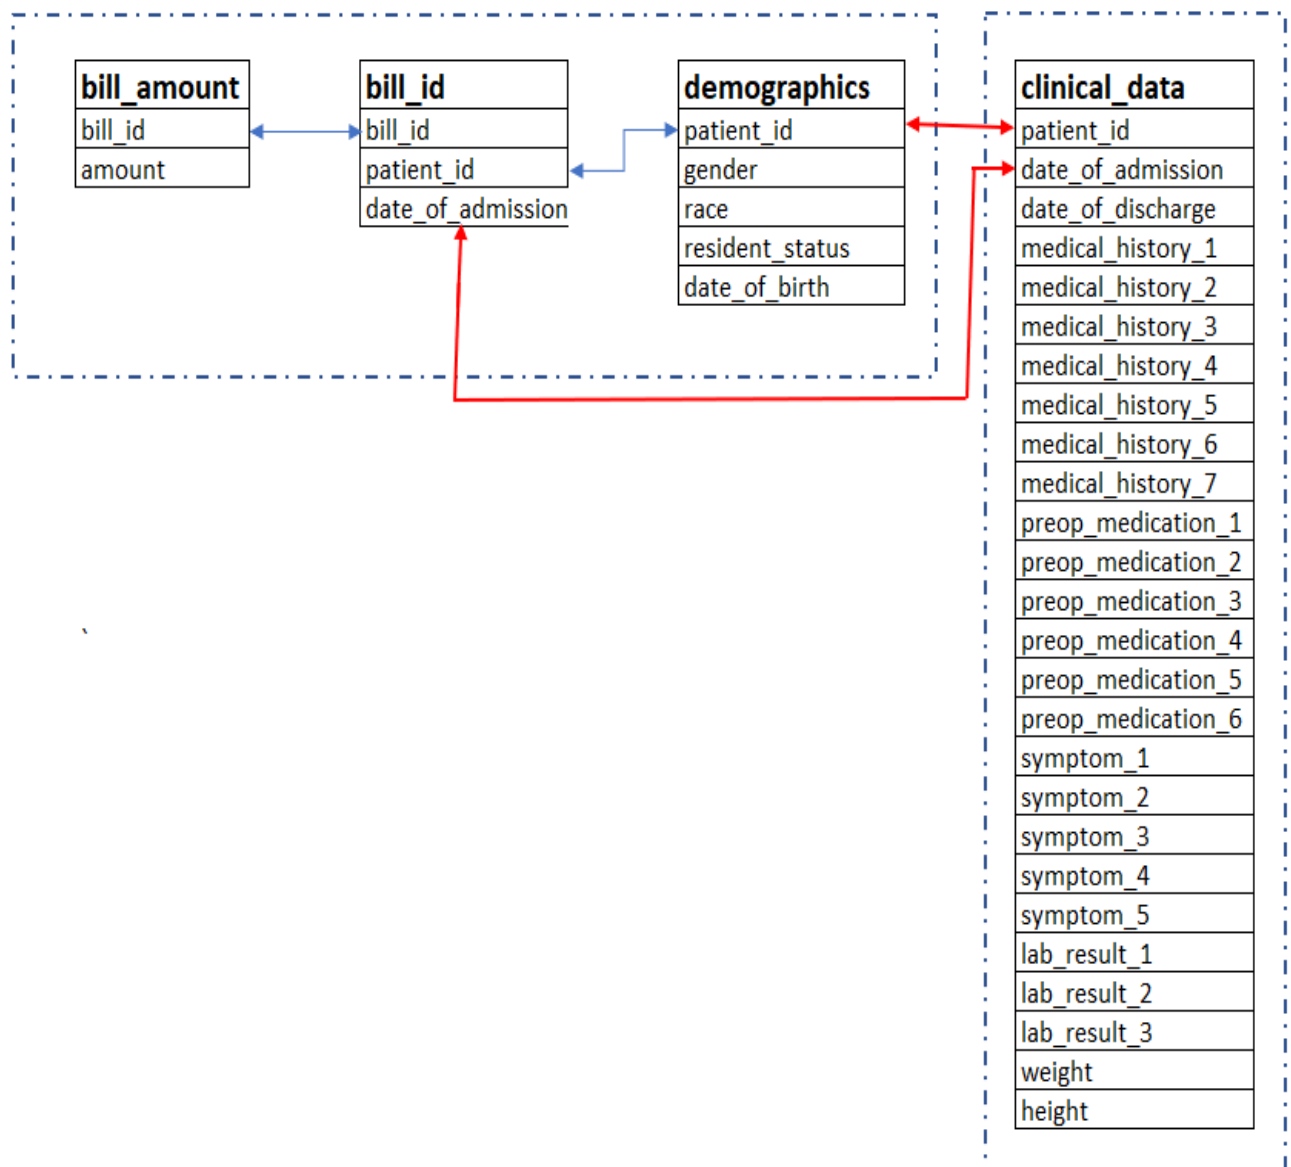 bill_amount
bill_id
amount
bill_id
bill_id
patient_id
date_of_admission
demographics
patient_id
gender
race
resident_status
date_of_birth
clinical_data
patient_id
date_of_admission
date_of_discharge
medical_history_1
medical_history_2
medical_history_3
medical_history_4
medical_history_5
medical_history_6
medical_history_7
preop_medication_1
preop_medication_2
preop_medication_3
preop_medication_4
preop_medication_5
preop_medication_6
symptom_1
symptom_2
symptom_3
symptom_4
symptom_5
lab_result_1
lab_result_2
lab_result_3
weight
height
`